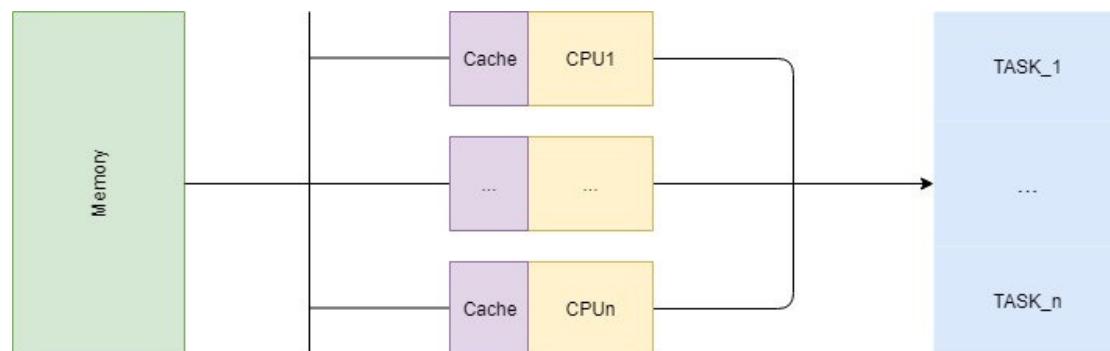 Memory
Cache
CPU1
...
...
Cache
CPUn
TASK_1
...
TASK_n